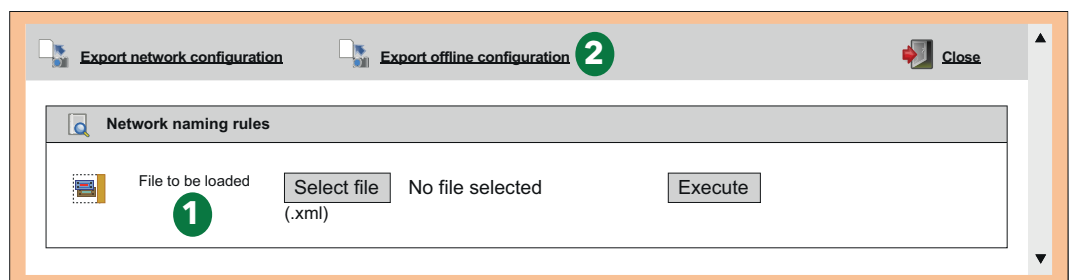 Export network configuration
Export offline configuration 2
Close
Network naming rules
File to be loaded
1
Select file No file selected
(.xml)
Execute